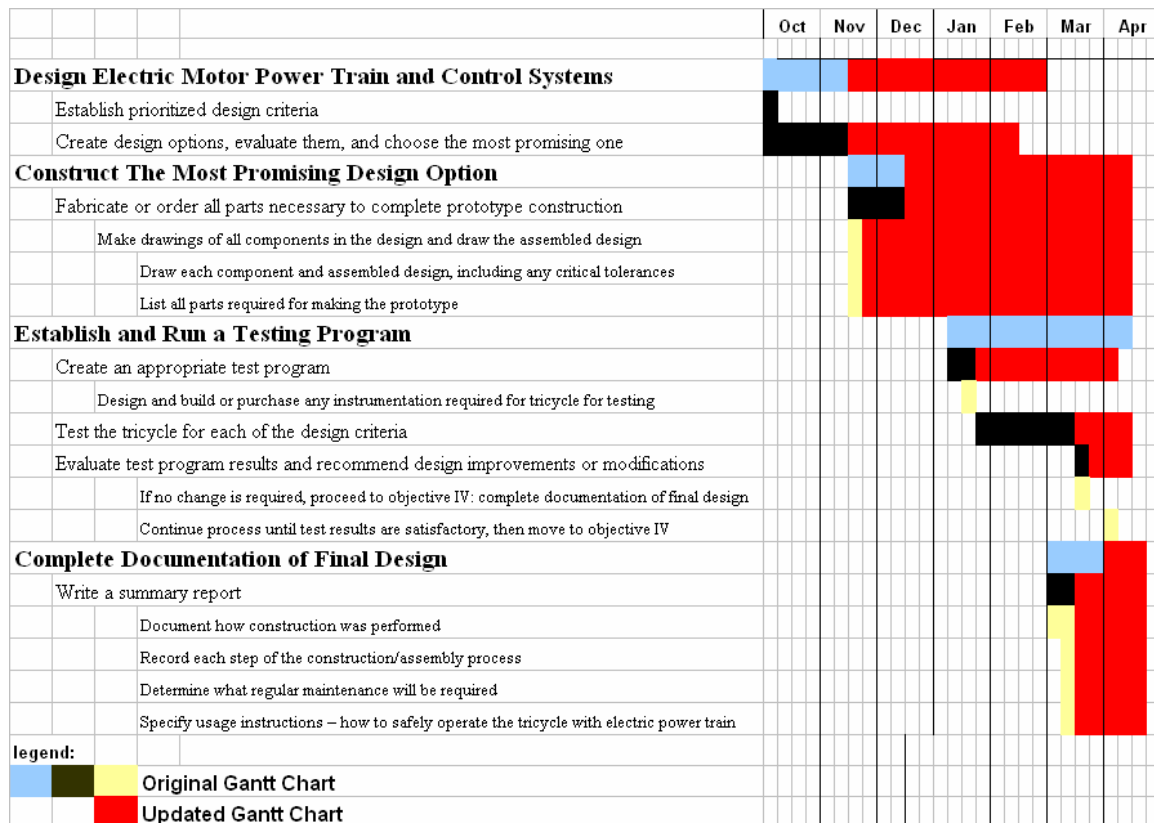 Oct Nov Dec Jan Feb Mar Apr
Design Electric Motor Power Train and Control Systems
Establish prioritized design criteria
Create design options, evaluate them, and choose the most promising one
Construct The Most Promising Design Option
Fabricate or order all parts necessary to complete prototype construction
Make drawings of all components in the design and draw the assembled design
Draw each component and assembled design, including any critical tolerances
List all parts required for making the prototype
Establish and Run a Testing Program
Create an appropriate test program
Design and build or purchase any instrumentation required for tricycle for testing
Test the tricycle for each of the design criteria
Evaluate test program results and recommend design improvements or modifications
If no change is required, proceed to objective IV: complete documentation of final design
Continue process until test results are satisfactory, then move to objective IV
Complete Documentation of Final Design
Write a summary report
Document how construction was performed
Record each step of the construction/assembly process
Determine what regular maintenance will be required
Specify usage instructions – how to safely operate the tricycle with electric power train
legend:
Original Gantt Chart
Updated Gantt Chart